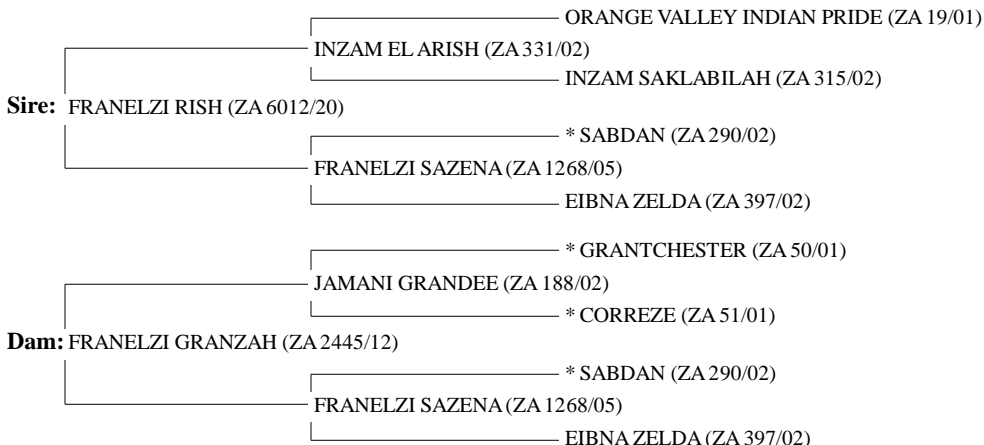 ORANGE VALLEY INDIAN PRIDE (ZA 19/01)
INZAM EL ARISH (ZA 331/02)
INZAM SAKLABILAH (ZA 315/02)
Sire: FRANELZI RISH (ZA 6012/20)
* SABDAN (ZA 290/02)
FRANELZI SAZENA (ZA 1268/05)
EIBNA ZELDA (ZA 397/02)
* GRANTCHESTER (ZA 50/01)
JAMANI GRANDEE (ZA 188/02)
* CORREZE (ZA 51/01)
Dam: FRANELZI GRANZAH (ZA 2445/12)
* SABDAN (ZA 290/02)
FRANELZI SAZENA (ZA 1268/05)
EIBNA ZELDA (ZA 397/02)